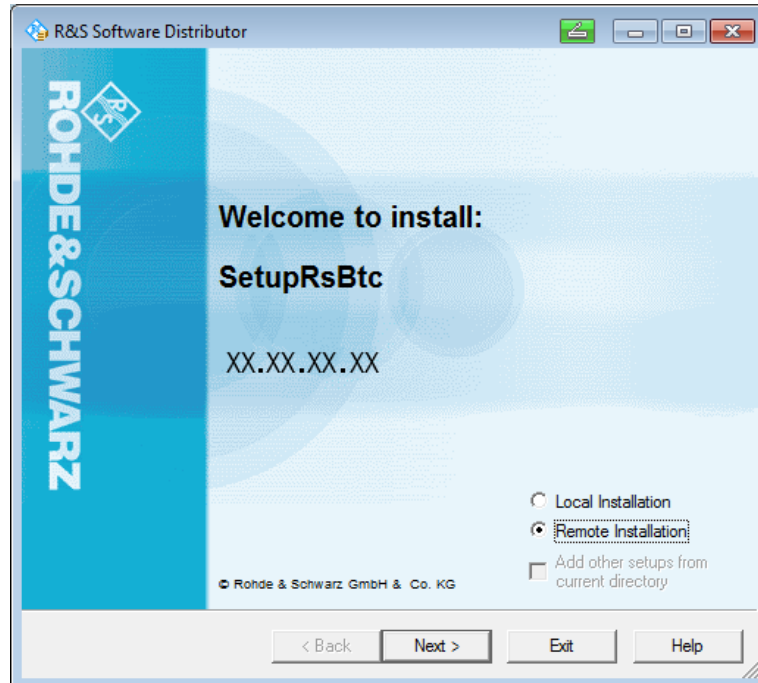 R&S Software Distributor
ROHDE&SCHWARZ
R&S
Welcome to install:
SetupRsBtc
XX.XX.XX.XX
Local Installation
Remote Installation
Add other setups from
current directory
© Rohde & Schwarz GmbH & Co. KG
< Back
Next >
Exit
Help